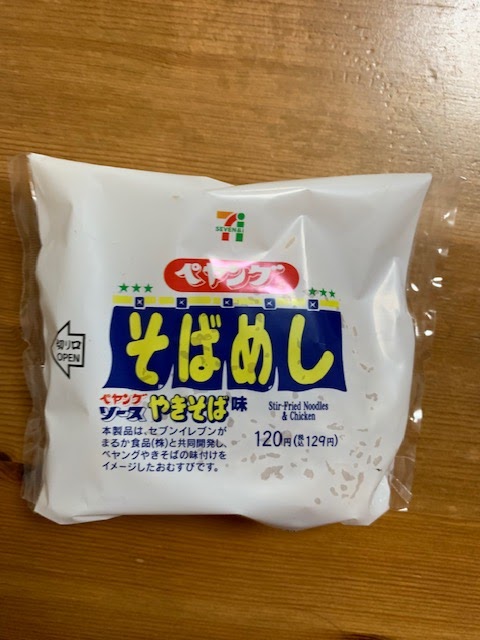 SEVEN&i
ペヤング
そばめし
切り口
OPEN
ペヤング
ソースやきそば味
Stir-Fried Noodles
& Chicken
120円(税込129円)
本製品は、セブンイレブンが
まるか食品(株)と共同開発し、
ペヤングやきそばの味付けを
イメージしたおむすびです。